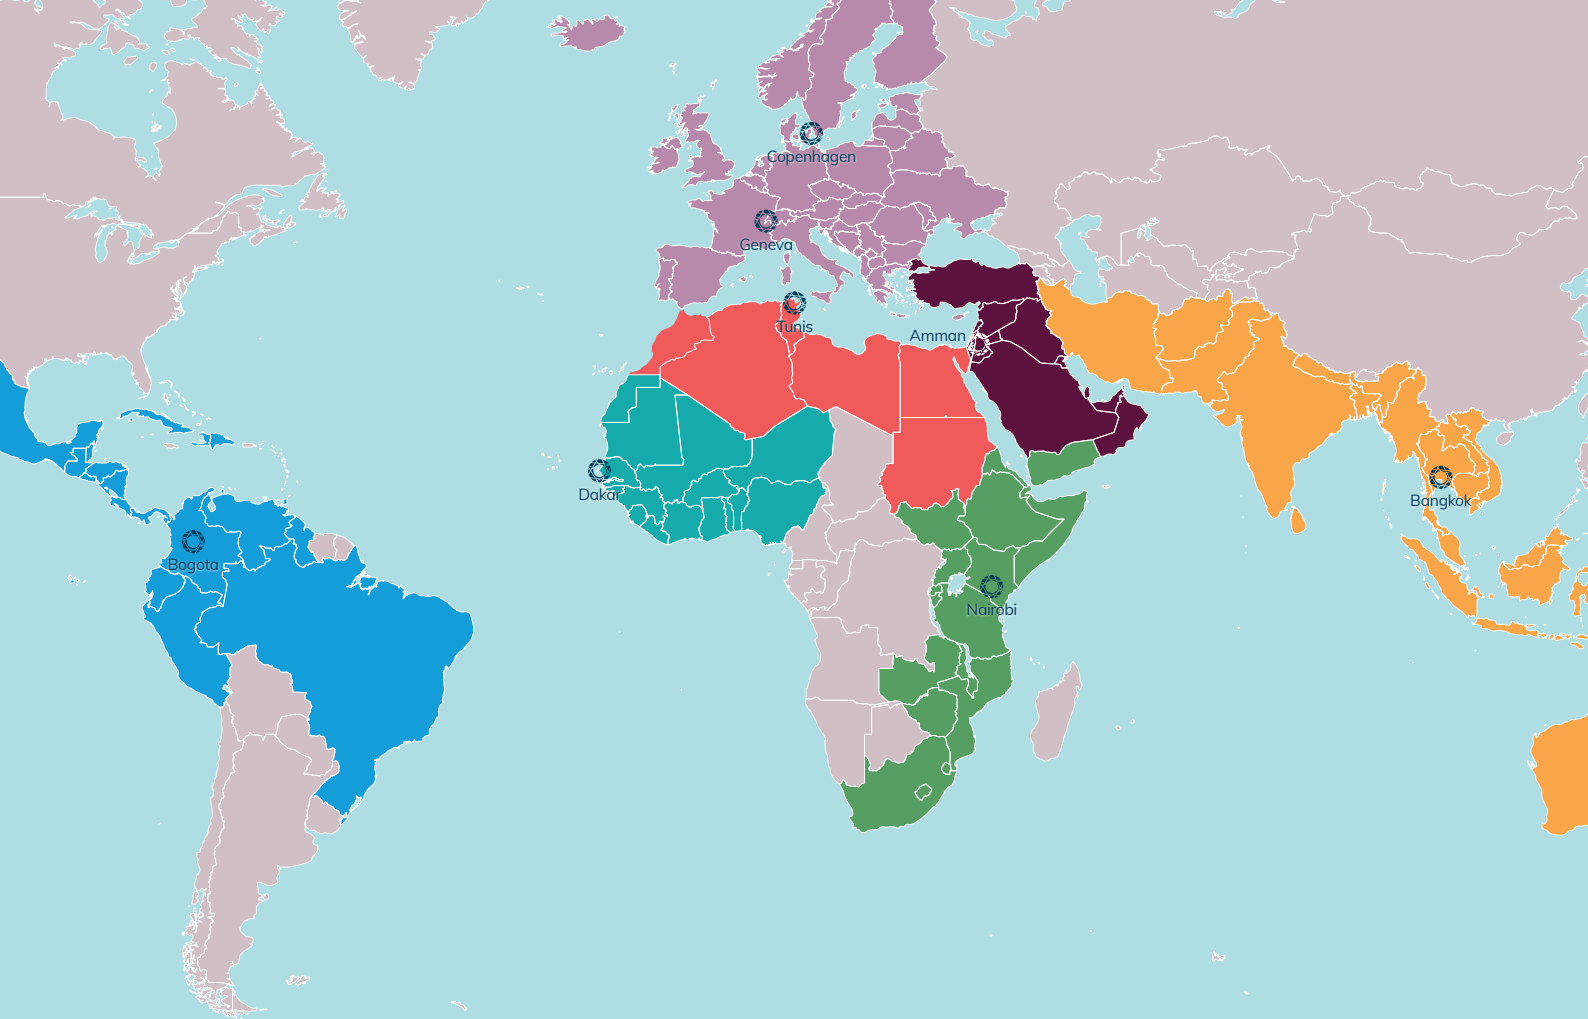 Copenhagen
Geneva
Tunis
Amman
Dakar
Bangkok
Bogota
Nairobi